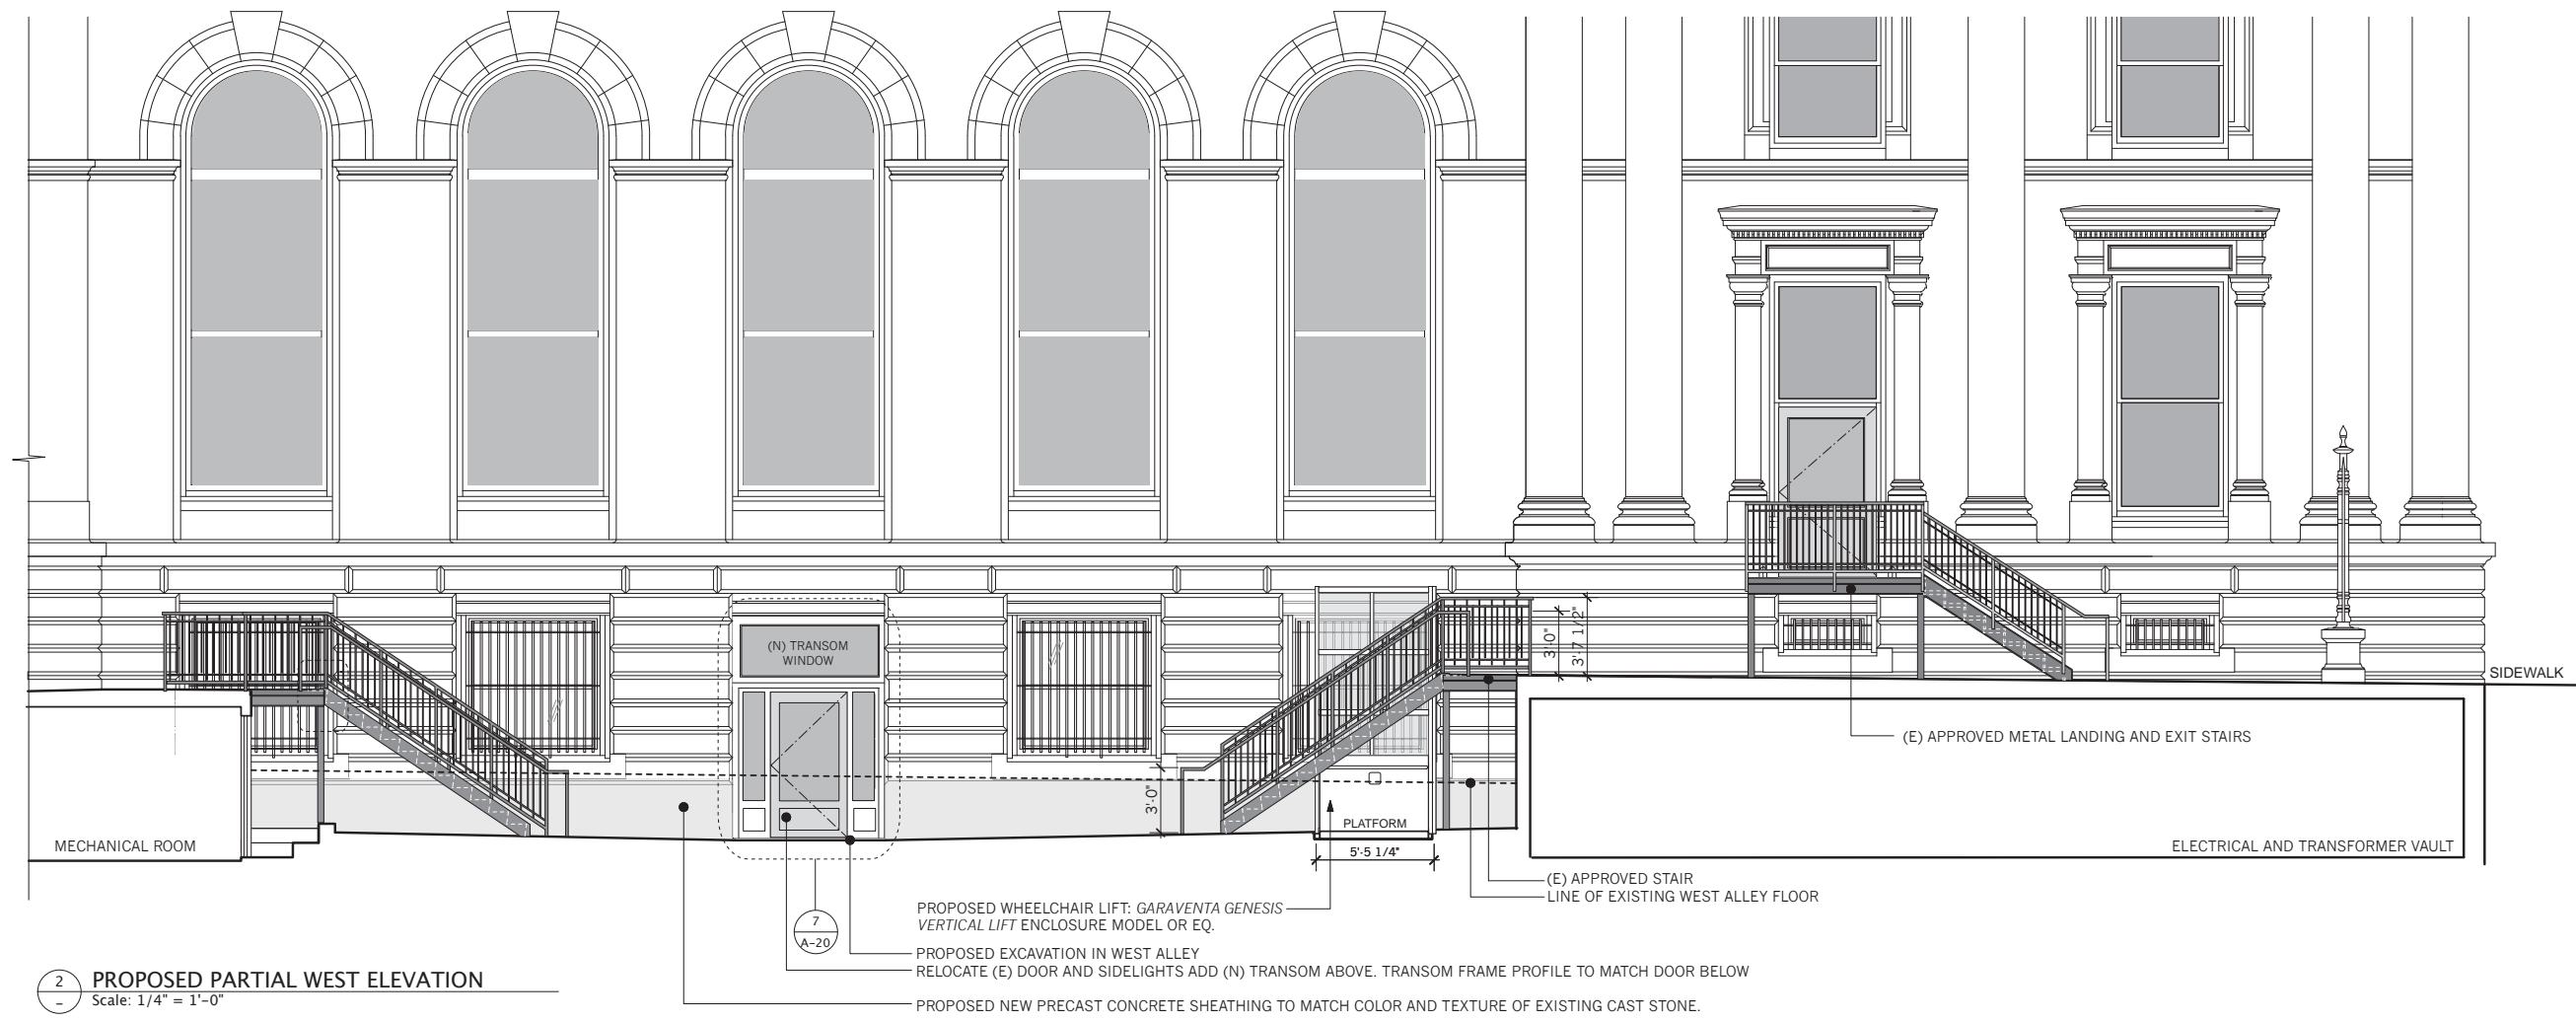 (N) TRANSOM
WINDOW
3'-0"
3'-7 1/2"
SIDEWALK
(E) APPROVED METAL LANDING AND EXIT STAIRS
3'-0"
PLATFORM
MECHANICAL ROOM
ELECTRICAL AND TRANSFORMER VAULT
5'-5 1/4"
(E) APPROVED STAIR
LINE OF EXISTING WEST ALLEY FLOOR
PROPOSED WHEELCHAIR LIFT: GARAVENTA GENESIS
VERTICAL LIFT ENCLOSURE MODEL OR EQ.
7
A-20
PROPOSED EXCAVATION IN WEST ALLEY
RELOCATE (E) DOOR AND SIDELIGHTS ADD (N) TRANSOM ABOVE. TRANSOM FRAME PROFILE TO MATCH DOOR BELOW
2
–
PROPOSED PARTIAL WEST ELEVATION
Scale: 1/4" = 1'-0"
PROPOSED NEW PRECAST CONCRETE SHEATHING TO MATCH COLOR AND TEXTURE OF EXISTING CAST STONE.